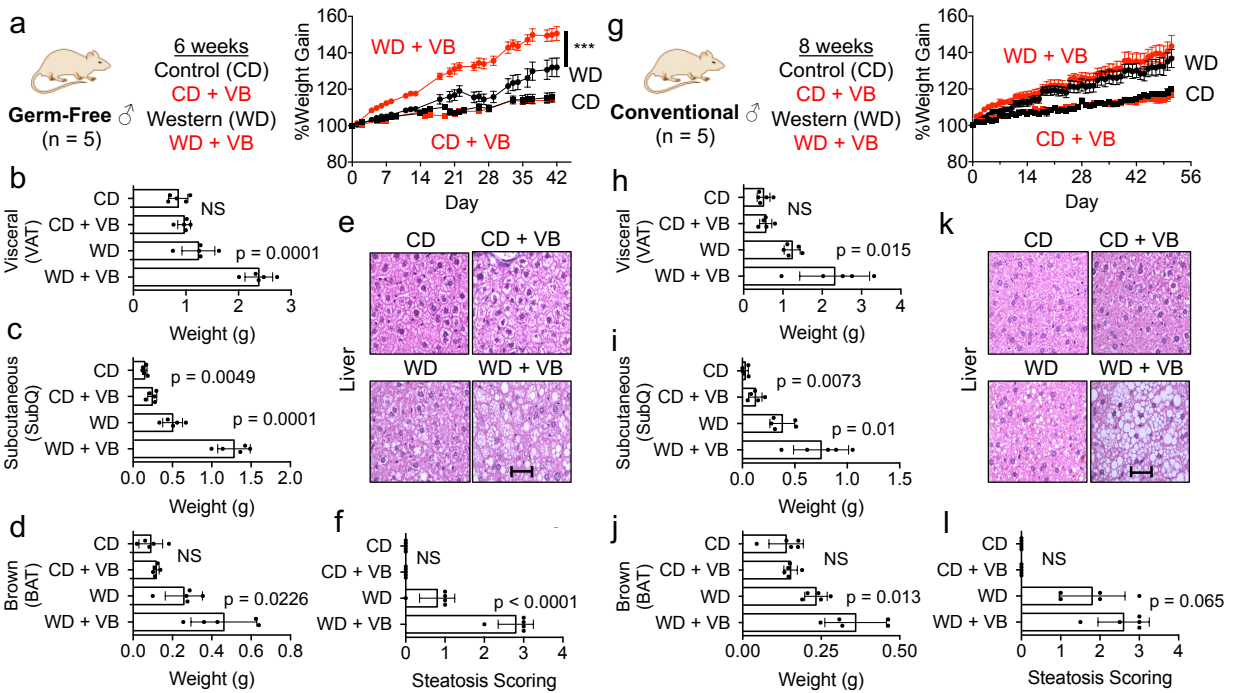 a
Germ-Free ♂
(n = 5)
6 weeks
Control (CD)
CD + VB
Western (WD)
WD + VB
%Weight Gain
160
140
120
100
80
WD + VB
***
WD
CD
CD + VB
0 7 14 21 28 35 42
Day
b
Visceral
(VAT)
CD
CD + VB
WD
WD + VB
NS
p = 0.0001
0 1 2 3
Weight (g)
c
Subcutaneous
(SubQ)
CD
CD + VB
WD
WD + VB
p = 0.0049
p = 0.0001
0.0 0.5 1.0 1.5 2.0
Weight (g)
d
Brown
(BAT)
CD
CD + VB
WD
WD + VB
NS
p = 0.0226
0.0 0.2 0.4 0.6 0.8
Weight (g)
e
Liver
CD CD + VB
WD WD + VB
f
CD
CD + VB
WD
WD + VB
NS
p < 0.0001
0 1 2 3 4
Steatosis Scoring
g
Conventional ♂
(n = 5)
8 weeks
Control (CD)
CD + VB
Western (WD)
WD + VB
%Weight Gain
160
140
120
100
80
WD + VB
WD
CD
CD + VB
0 14 28 42 56
Day
h
Visceral
(VAT)
CD
CD + VB
WD
WD + VB
NS
p = 0.015
0 1 2 3 4
Weight (g)
i
Subcutaneous
(SubQ)
CD
CD + VB
WD
WD + VB
p = 0.0073
p = 0.01
0.0 0.5 1.0 1.5
Weight (g)
j
Brown
(BAT)
CD
CD + VB
WD
WD + VB
NS
p = 0.013
0.00 0.25 0.50
Weight (g)
k
Liver
CD CD + VB
WD WD + VB
l
CD
CD + VB
WD
WD + VB
NS
p = 0.065
0 1 2 3 4
Steatosis Scoring